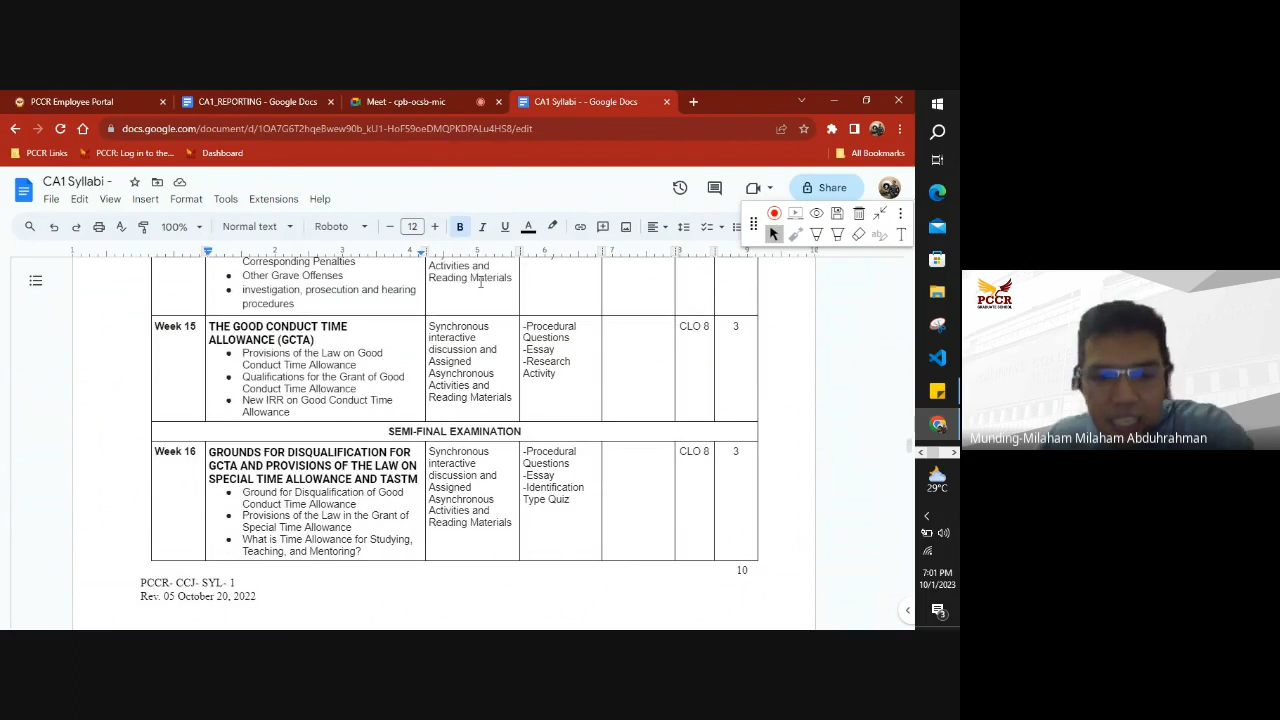 PCCR Employee Portal
CA1_REPORTING - Google Docs
Meet - cpb-ocsb-mic
CA1 Syllabi - - Google Docs
PCCR Links
PCCR: Log in to the...
Dashboard
All Bookmarks
CA1 Syllabi -
File Edit View Insert Format Tools Extensions Help
Share
100%
Normal text
Roboto
12
Corresponding Penalties
Other Grave Offenses
investigation, prosecution and hearing
procedures
Activities and
Reading Materials
Week 15
THE GOOD CONDUCT TIME
ALLOWANCE (GCTA)
Provisions of the Law on Good
Conduct Time Allowance
Qualifications for the Grant of Good
Conduct Time Allowance
New IRR on Good Conduct Time
Allowance
Synchronous
interactive
discussion and
Assigned
Asynchronous
Activities and
Reading Materials
-Procedural
Questions
-Essay
-Research
Activity
CLO 8
3
SEMI-FINAL EXAMINATION
Week 16
GROUNDS FOR DISQUALIFICATION FOR
GCTA AND PROVISIONS OF THE LAW ON
SPECIAL TIME ALLOWANCE AND TASTM
Ground for Disqualification of Good
Conduct Time Allowance
Provisions of the Law in the Grant of
Special Time Allowance
What is Time Allowance for Studying,
Teaching, and Mentoring?
Synchronous
interactive
discussion and
Assigned
Asynchronous
Activities and
Reading Materials
-Procedural
Questions
-Essay
-Identification
Type Quiz
CLO 8
3
10
PCCR- CCJ- SYL- 1
Rev. 05 October 20, 2022
29°C
7:01 PM
10/1/2023
3
PCCR
GRADUATE SCHOOL
Munding-Milaham Milaham Abduhrahman